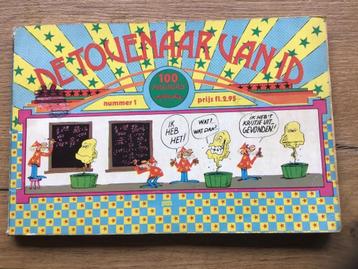 DE TOVENAAR VAN ID
100
nummer 1
prijs fl. 2.95
IK
HEB
HET!
WAT?
WAT DAN?
IK HEB 'T
KRIJTJE UIT-
GEVONDEN!